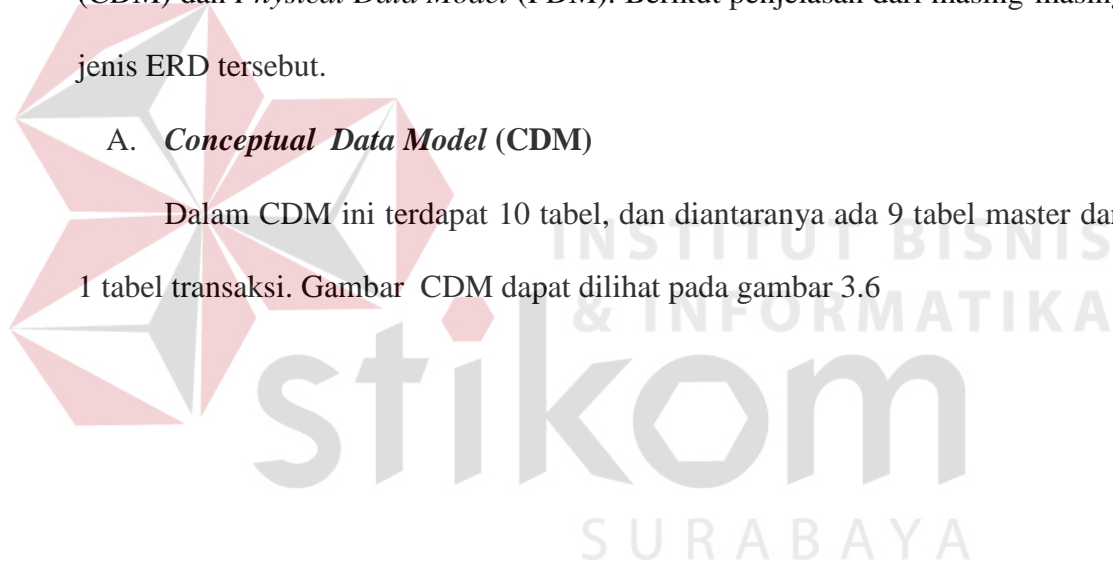 (CDM) dan Physical Data Model (PDM). Berikut penjelasan dari masing-masing
jenis ERD tersebut.
A. Conceptual Data Model (CDM)
Dalam CDM ini terdapat 10 tabel, dan diantaranya ada 9 tabel master dan
1 tabel transaksi. Gambar CDM dapat dilihat pada gambar 3.6
INSTITUT BISNIS
& INFORMATIKA
stikom
SURABAYA